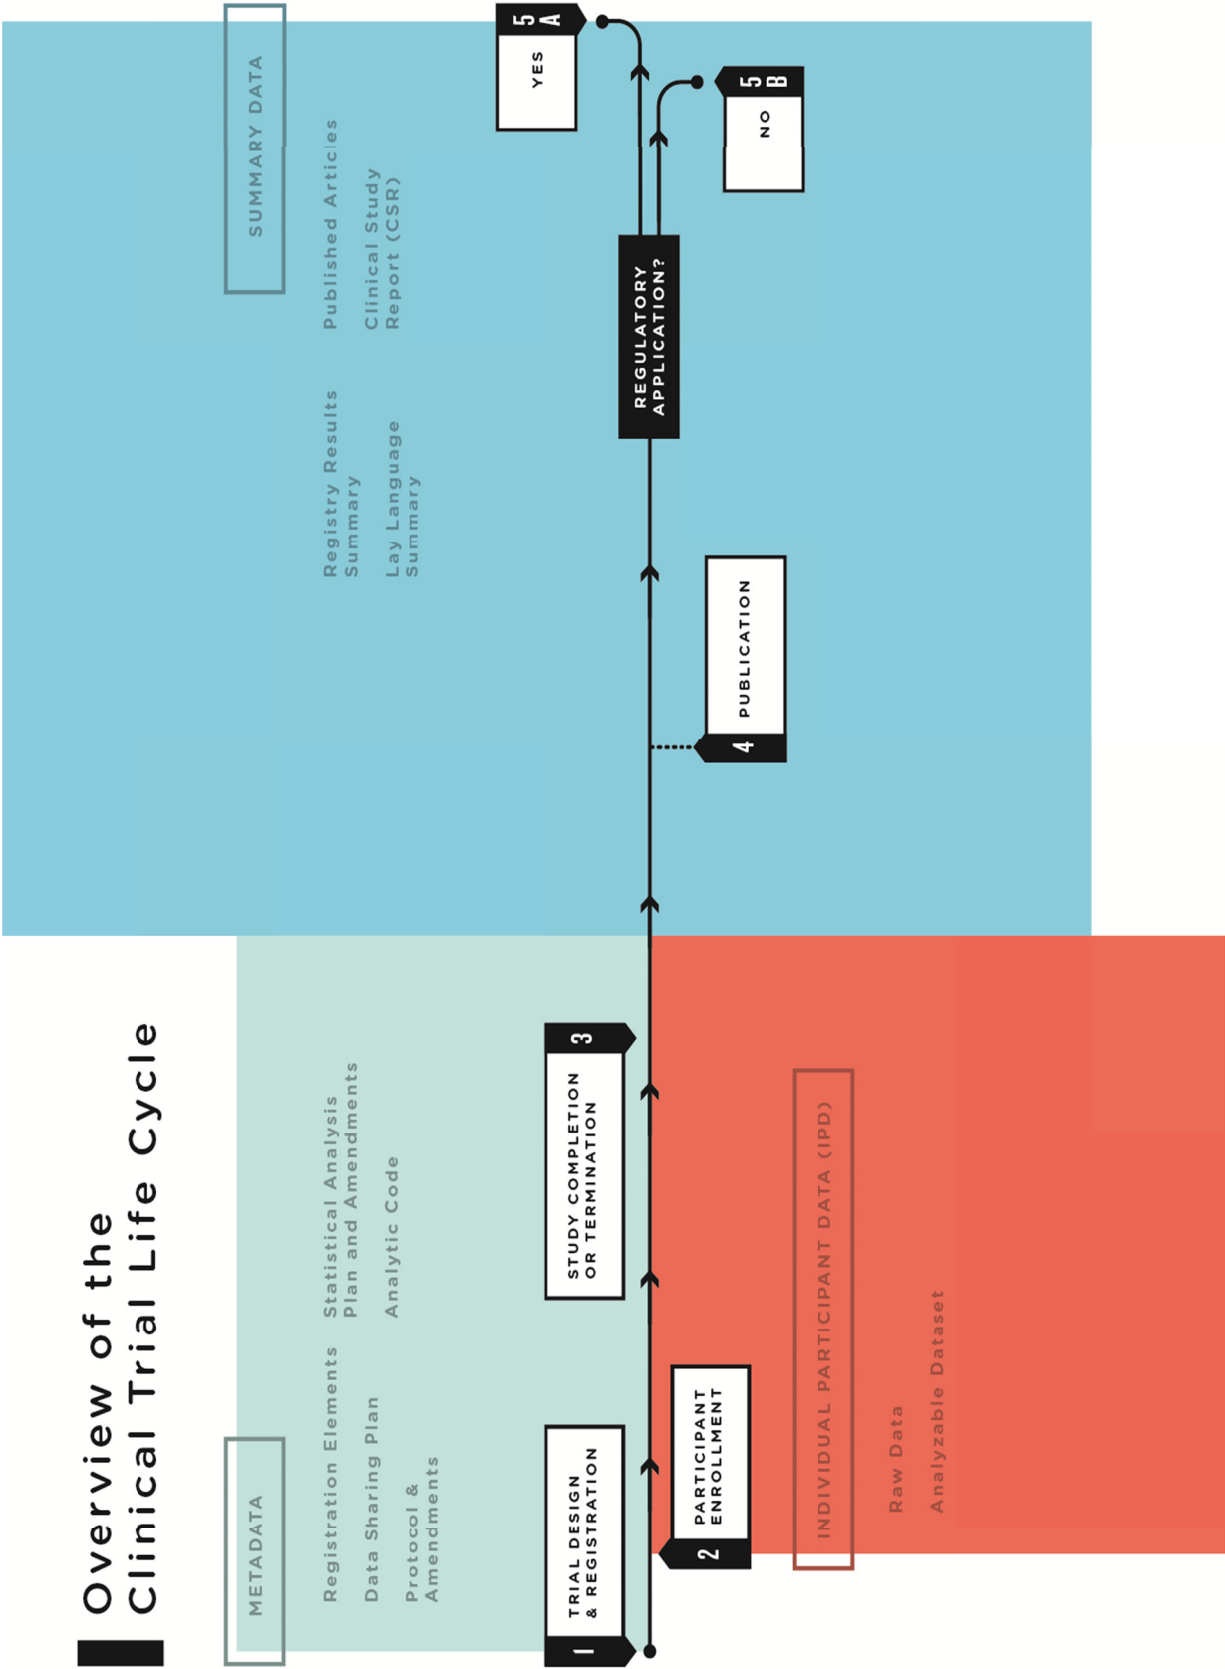 Overview of the
Clinical Trial Life Cycle
METADATA
Registration Elements
Data Sharing Plan
Protocol &
Amendments
Statistical Analysis
Plan and Amendments
Analytic Code
SUMMARY DATA
Registry Results
Summary
Lay Language
Summary
Published Articles
Clinical Study
Report (CSR)
1
TRIAL DESIGN
& REGISTRATION
2
PARTICIPANT
ENROLLMENT
3
STUDY COMPLETION
OR TERMINATION
4
PUBLICATION
REGULATORY
APPLICATION?
5
A
YES
5
B
NO
INDIVIDUAL PARTICIPANT DATA (IPD)
Raw Data
Analyzable Dataset